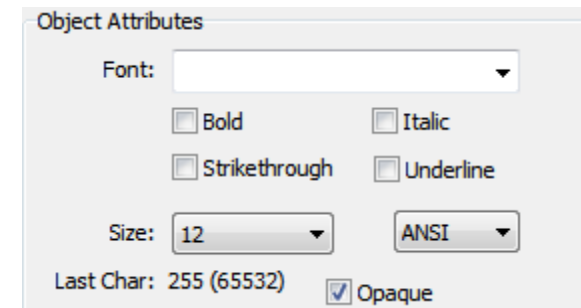 Object Attributes
Font:
Bold Italic
Strikethrough Underline
Size: 12 ANSI
Last Char: 255 (65532) Opaque